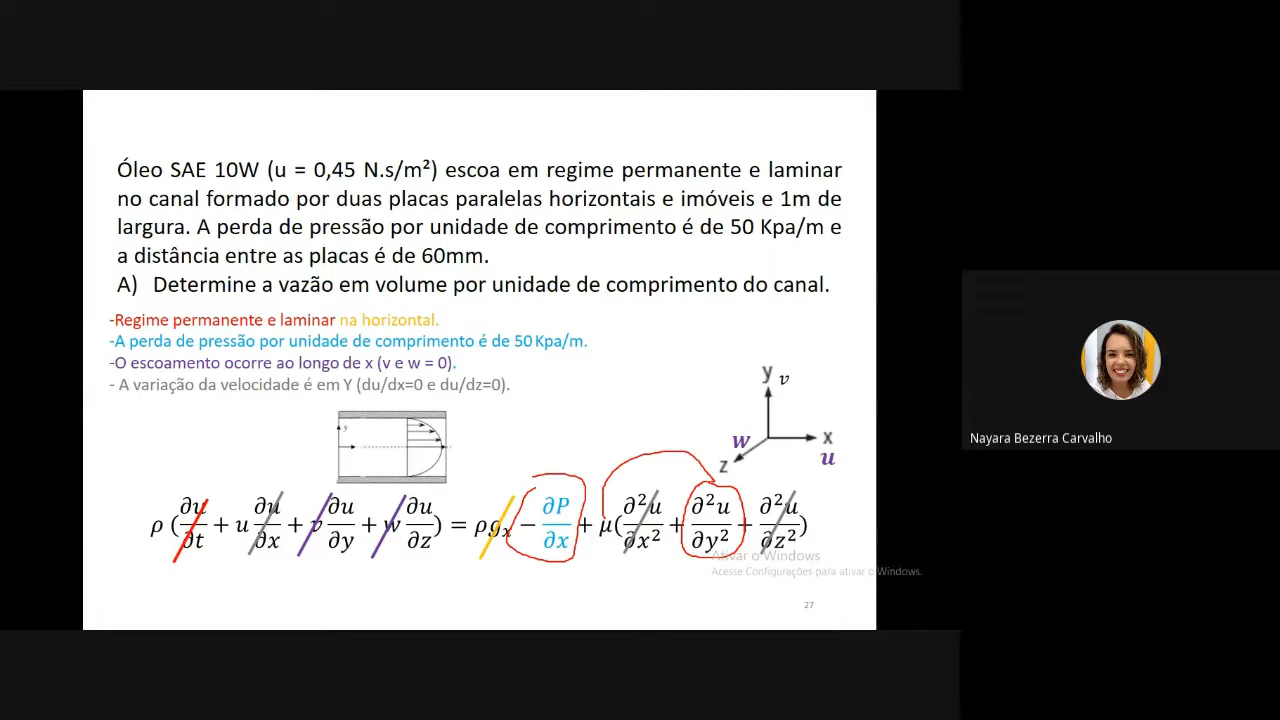 Óleo SAE 10W (u = 0,45 N.s/m²) escoa em regime permanente e laminar
no canal formado por duas placas paralelas horizontais e imóveis e 1m de
largura. A perda de pressão por unidade de comprimento é de 50 Kpa/m e
a distância entre as placas é de 60mm.
A) Determine a vazão em volume por unidade de comprimento do canal.
-Regime permanente e laminar na horizontal.
-A perda de pressão por unidade de comprimento é de 50 Kpa/m.
-O escoamento ocorre ao longo de x (v e w = 0).
- A variação da velocidade é em Y (du/dx=0 e du/dz=0).
y v
y
w x
z u
ρ (∂u/∂t + u ∂u/∂x + v ∂u/∂y + w ∂u/∂z) = ρgₓ − ∂P/∂x + μ(∂²u/∂x² + ∂²u/∂y² + ∂²u/∂z²)
Ativar o Windows
Acesse Configurações para ativar o Windows.
27
Nayara Bezerra Carvalho